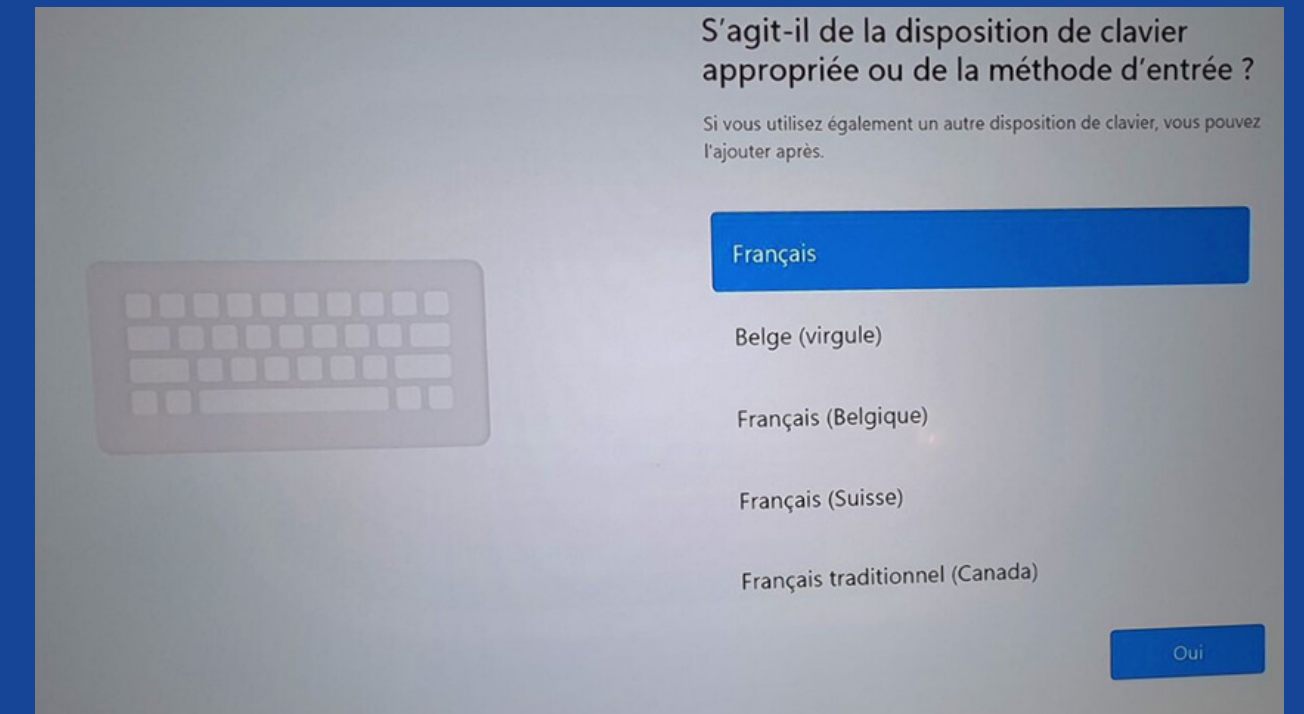 S'agit-il de la disposition de clavier
appropriée ou de la méthode d'entrée ?
Si vous utilisez également un autre disposition de clavier, vous pouvez
l'ajouter après.
Français
Belge (virgule)
Français (Belgique)
Français (Suisse)
Français traditionnel (Canada)
Oui